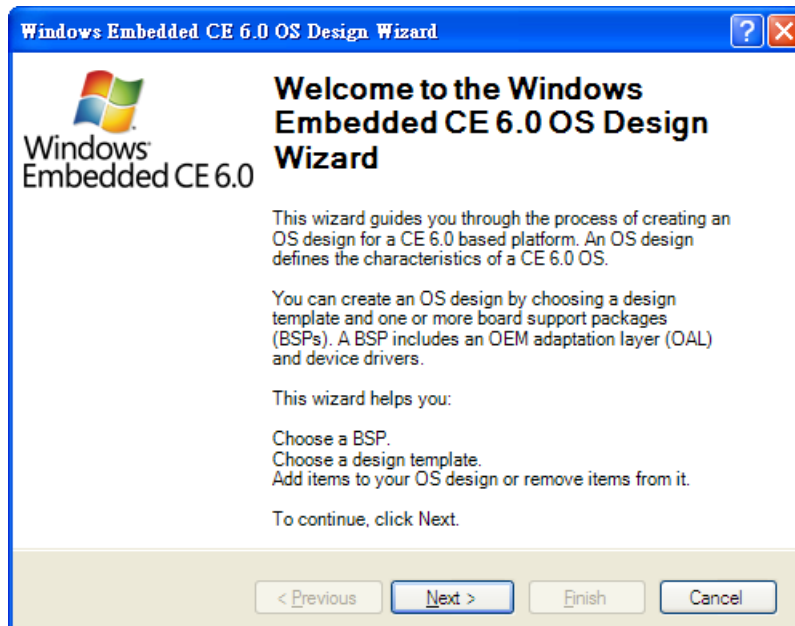 Windows Embedded CE 6.0 OS Design Wizard
Windows
Embedded CE 6.0
Welcome to the Windows
Embedded CE 6.0 OS Design
Wizard
This wizard guides you through the process of creating an
OS design for a CE 6.0 based platform. An OS design
defines the characteristics of a CE 6.0 OS.
You can create an OS design by choosing a design
template and one or more board support packages
(BSPs). A BSP includes an OEM adaptation layer (OAL)
and device drivers.
This wizard helps you:
Choose a BSP.
Choose a design template.
Add items to your OS design or remove items from it.
To continue, click Next.
< Previous
Next >
Finish
Cancel